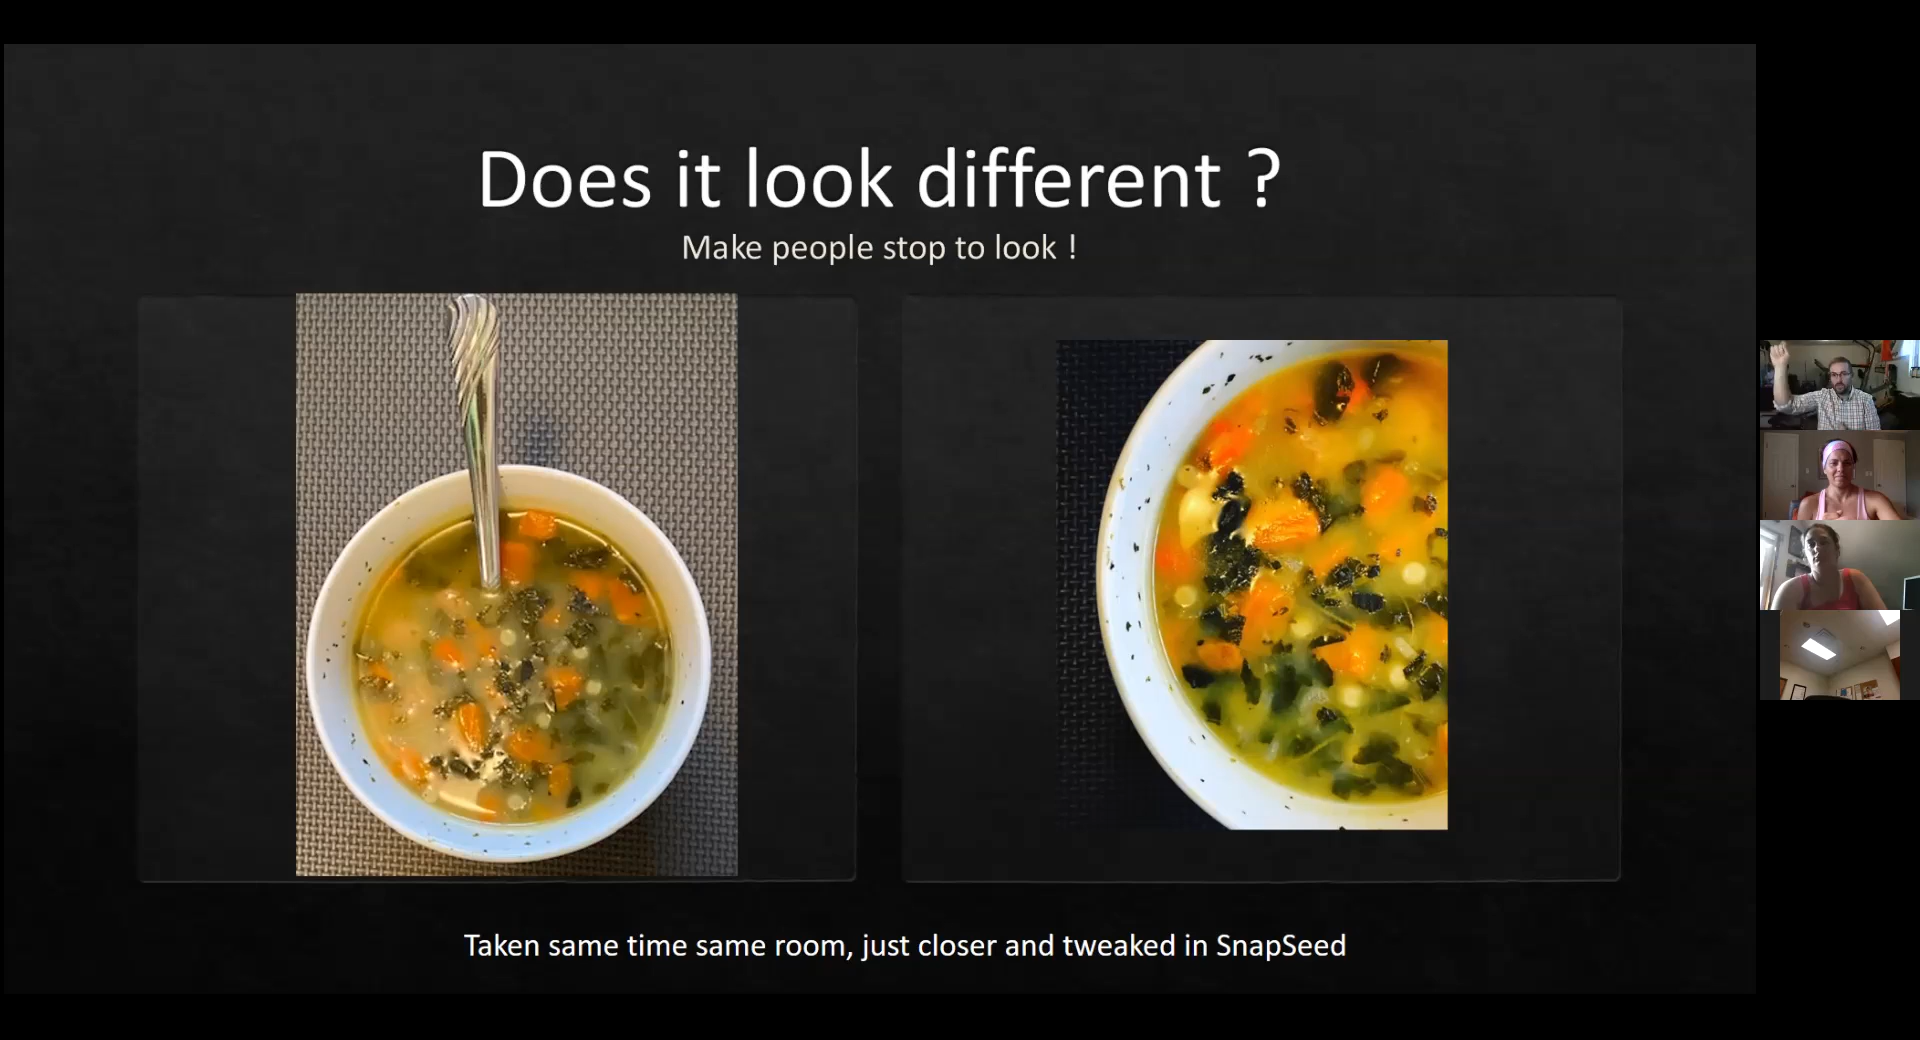 Does it look different ?
Make people stop to look !
Taken same time same room, just closer and tweaked in SnapSeed